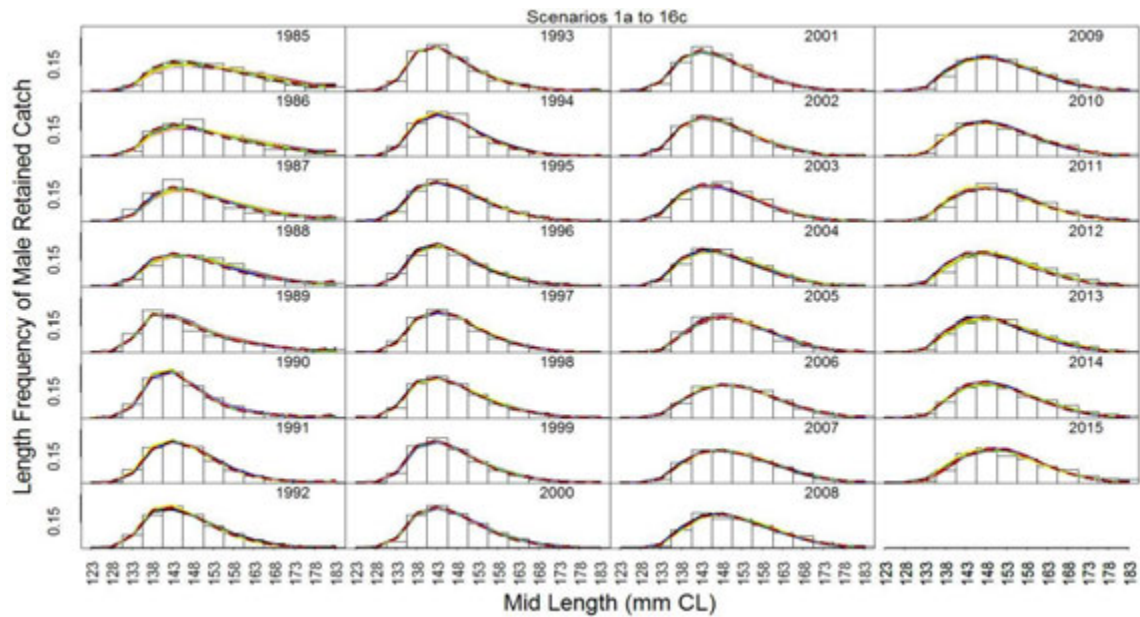 Scenarios 1a to 16c
Length Frequency of Male Retained Catch
0.15 1985 1993 2001 2009
0.15 1986 1994 2002 2010
0.15 1987 1995 2003 2011
0.15 1988 1996 2004 2012
0.15 1989 1997 2005 2013
0.15 1990 1998 2006 2014
0.15 1991 1999 2007 2015
0.15 1992 2000 2008
123 128 133 138 143 148 153 158 163 168 173 178 183 123 128 133 138 143 148 153 158 163 168 173 178 183 123 128 133 138 143 148 153 158 163 168 173 178 183 123 128 133 138 143 148 153 158 163 168 173 178 183
Mid Length (mm CL)